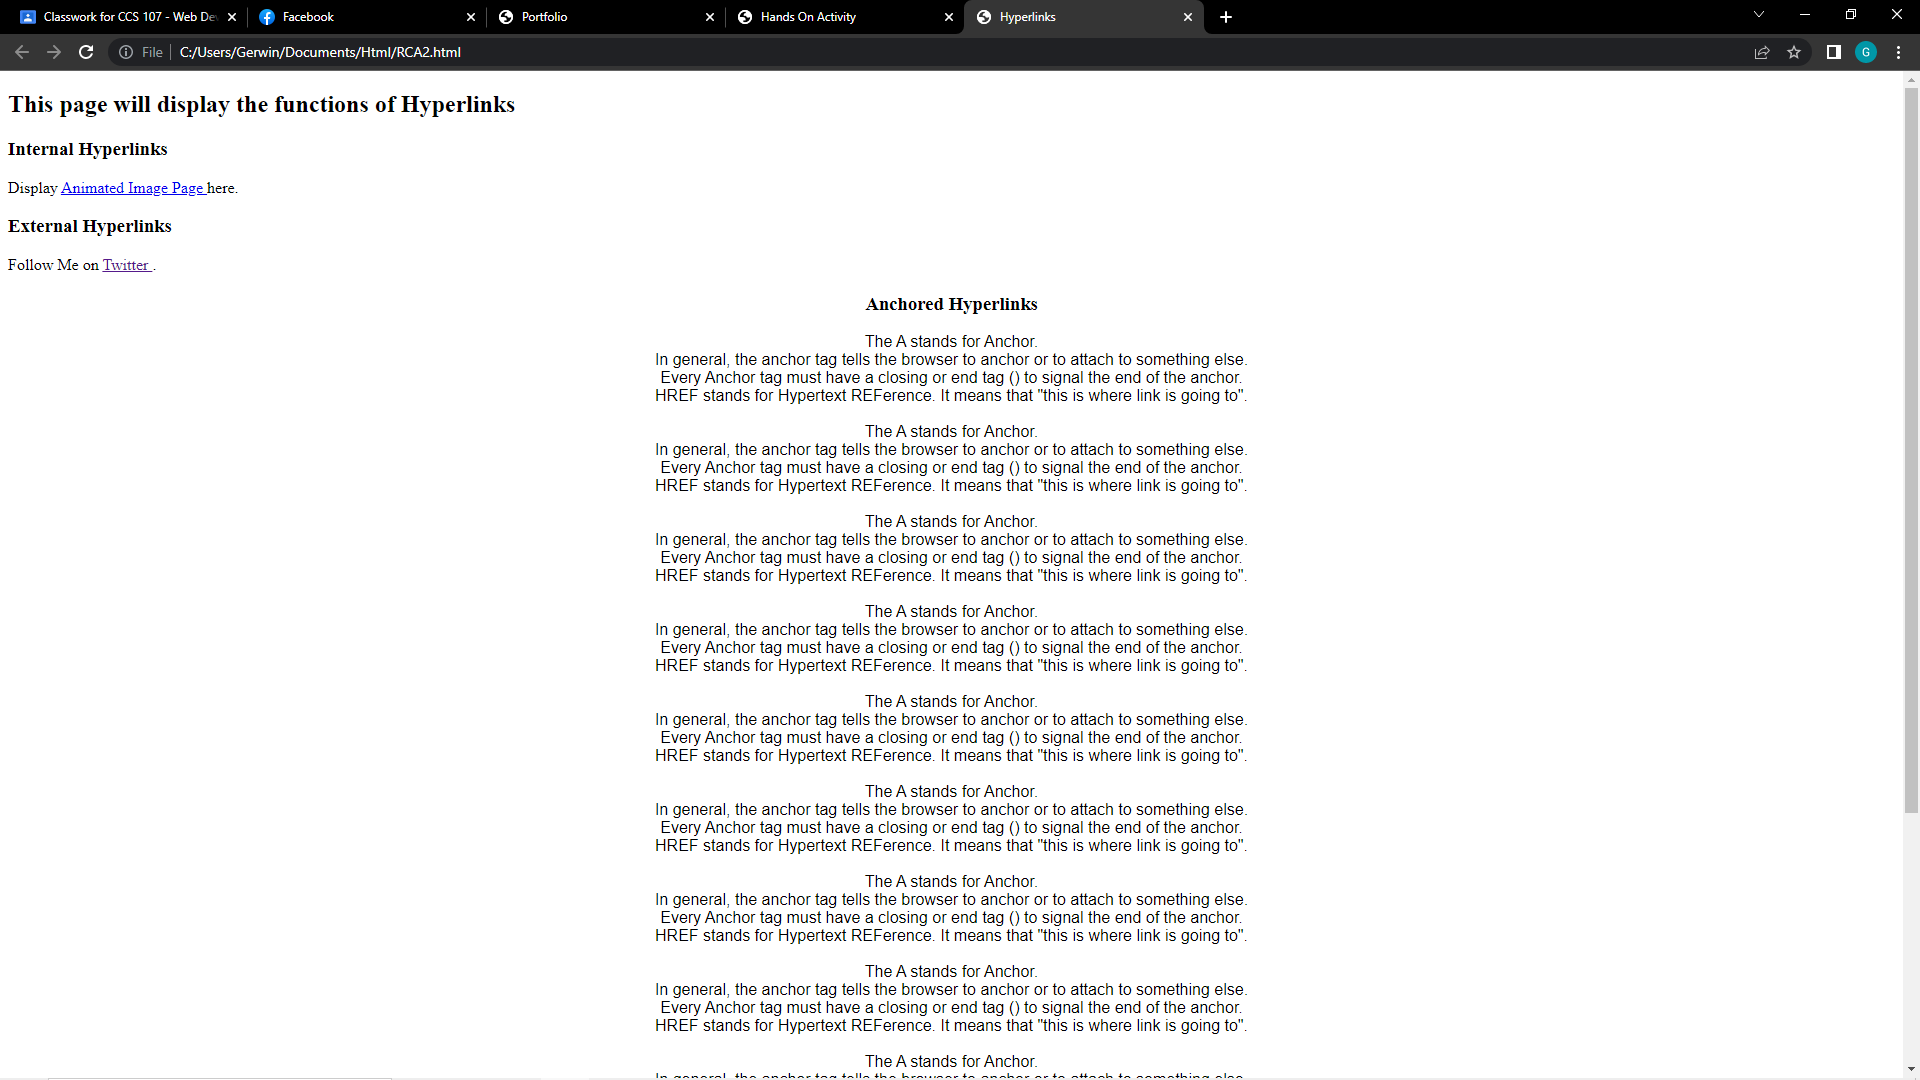 Classwork for CCS 107 - Web De
Facebook
Portfolio
Hands On Activity
Hyperlinks
File
C:/Users/Gerwin/Documents/Html/RCA2.html
G
This page will display the functions of Hyperlinks
Internal Hyperlinks
Display Animated Image Page here.
External Hyperlinks
Follow Me on Twitter .
Anchored Hyperlinks
The A stands for Anchor.
In general, the anchor tag tells the browser to anchor or to attach to something else.
Every Anchor tag must have a closing or end tag () to signal the end of the anchor.
HREF stands for Hypertext REFerence. It means that "this is where link is going to".
The A stands for Anchor.
In general, the anchor tag tells the browser to anchor or to attach to something else.
Every Anchor tag must have a closing or end tag () to signal the end of the anchor.
HREF stands for Hypertext REFerence. It means that "this is where link is going to".
The A stands for Anchor.
In general, the anchor tag tells the browser to anchor or to attach to something else.
Every Anchor tag must have a closing or end tag () to signal the end of the anchor.
HREF stands for Hypertext REFerence. It means that "this is where link is going to".
The A stands for Anchor.
In general, the anchor tag tells the browser to anchor or to attach to something else.
Every Anchor tag must have a closing or end tag () to signal the end of the anchor.
HREF stands for Hypertext REFerence. It means that "this is where link is going to".
The A stands for Anchor.
In general, the anchor tag tells the browser to anchor or to attach to something else.
Every Anchor tag must have a closing or end tag () to signal the end of the anchor.
HREF stands for Hypertext REFerence. It means that "this is where link is going to".
The A stands for Anchor.
In general, the anchor tag tells the browser to anchor or to attach to something else.
Every Anchor tag must have a closing or end tag () to signal the end of the anchor.
HREF stands for Hypertext REFerence. It means that "this is where link is going to".
The A stands for Anchor.
In general, the anchor tag tells the browser to anchor or to attach to something else.
Every Anchor tag must have a closing or end tag () to signal the end of the anchor.
HREF stands for Hypertext REFerence. It means that "this is where link is going to".
The A stands for Anchor.
In general, the anchor tag tells the browser to anchor or to attach to something else.
Every Anchor tag must have a closing or end tag () to signal the end of the anchor.
HREF stands for Hypertext REFerence. It means that "this is where link is going to".
The A stands for Anchor.